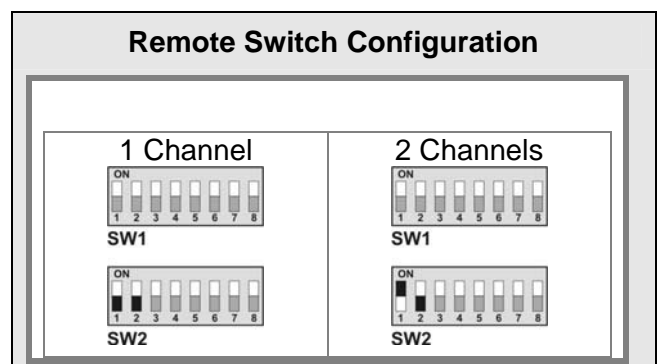 Remote Switch Configuration
1 Channel
ON
1 2 3 4 5 6 7 8
SW1
ON
1 2 3 4 5 6 7 8
SW2
2 Channels
ON
1 2 3 4 5 6 7 8
SW1
ON
1 2 3 4 5 6 7 8
SW2